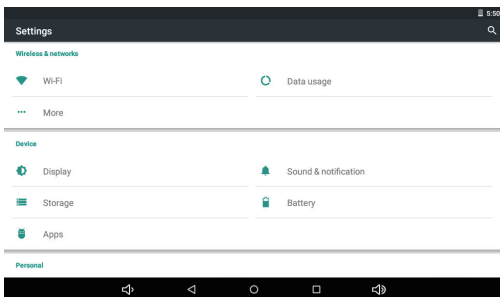 5:50
Settings
Wireless & networks
Wi-Fi
Data usage
More
Device
Display
Sound & notification
Storage
Battery
Apps
Personal